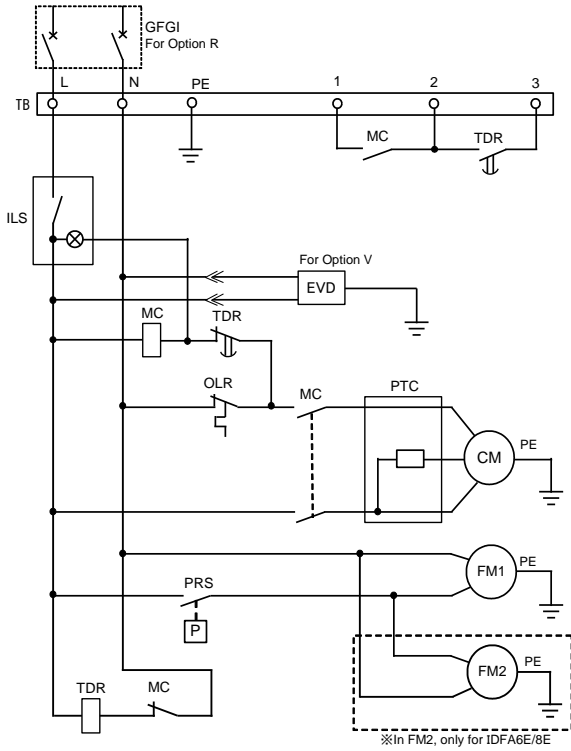 GFGI
For Option R
L N PE 1 2 3
TB
MC TDR
ILS
For Option V
EVD
MC TDR
OLR MC PTC
CM PE
FM1 PE
PRS
P
FM2 PE
TDR MC
※In FM2, only for IDFA6E/8E